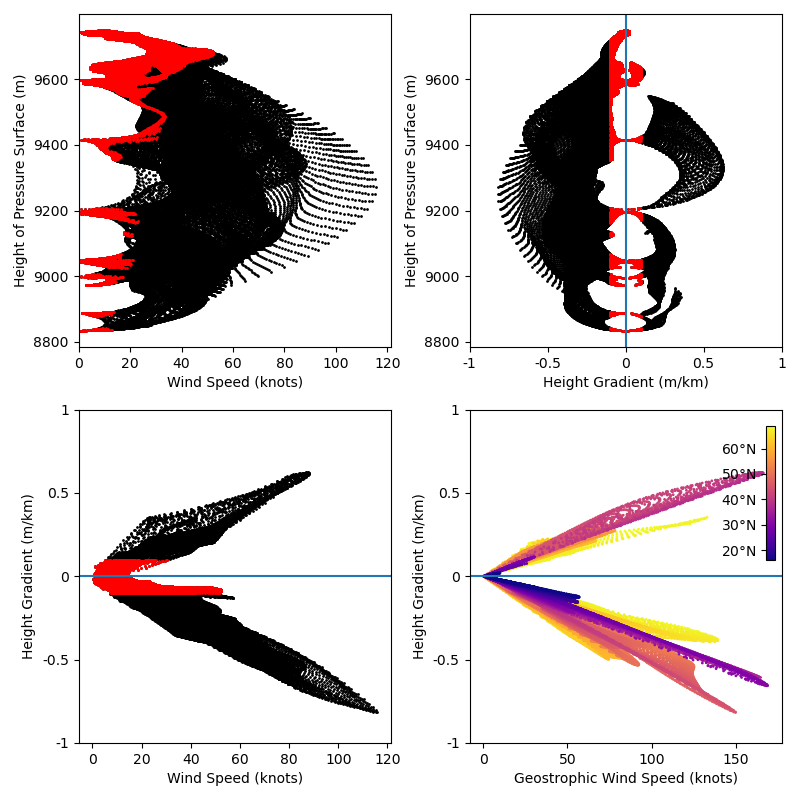 9600
9400
9200
9000
8800
Height of Pressure Surface (m)
0 20 40 60 80 100 120
Wind Speed (knots)
9600
9400
9200
9000
8800
Height of Pressure Surface (m)
-1 -0.5 0 0.5 1
Height Gradient (m/km)
1
0.5
0
-0.5
-1
Height Gradient (m/km)
0 20 40 60 80 100 120
Wind Speed (knots)
1
0.5
0
-0.5
-1
Height Gradient (m/km)
60°N
50°N
40°N
30°N
20°N
0 50 100 150
Geostrophic Wind Speed (knots)